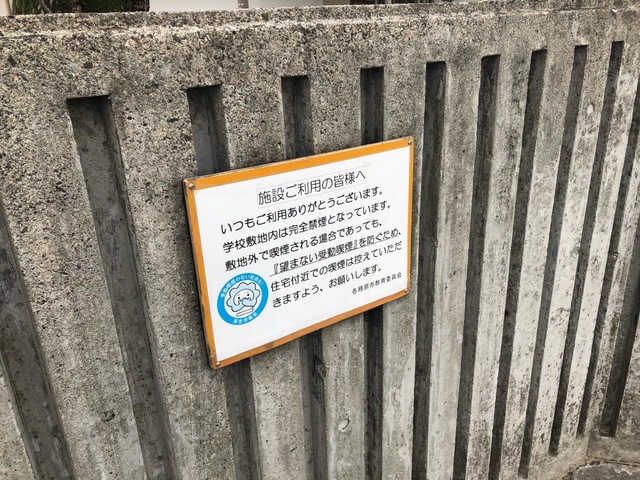 施設ご利用の皆様へ
いつもご利用ありがとうございます。
学校敷地内は完全禁煙となっています。
敷地外で喫煙される場合であっても、
『望まない受動喫煙』を防ぐため、
住宅付近での喫煙は控えていただ
きますよう、お願いします。
各務原市教育委員会